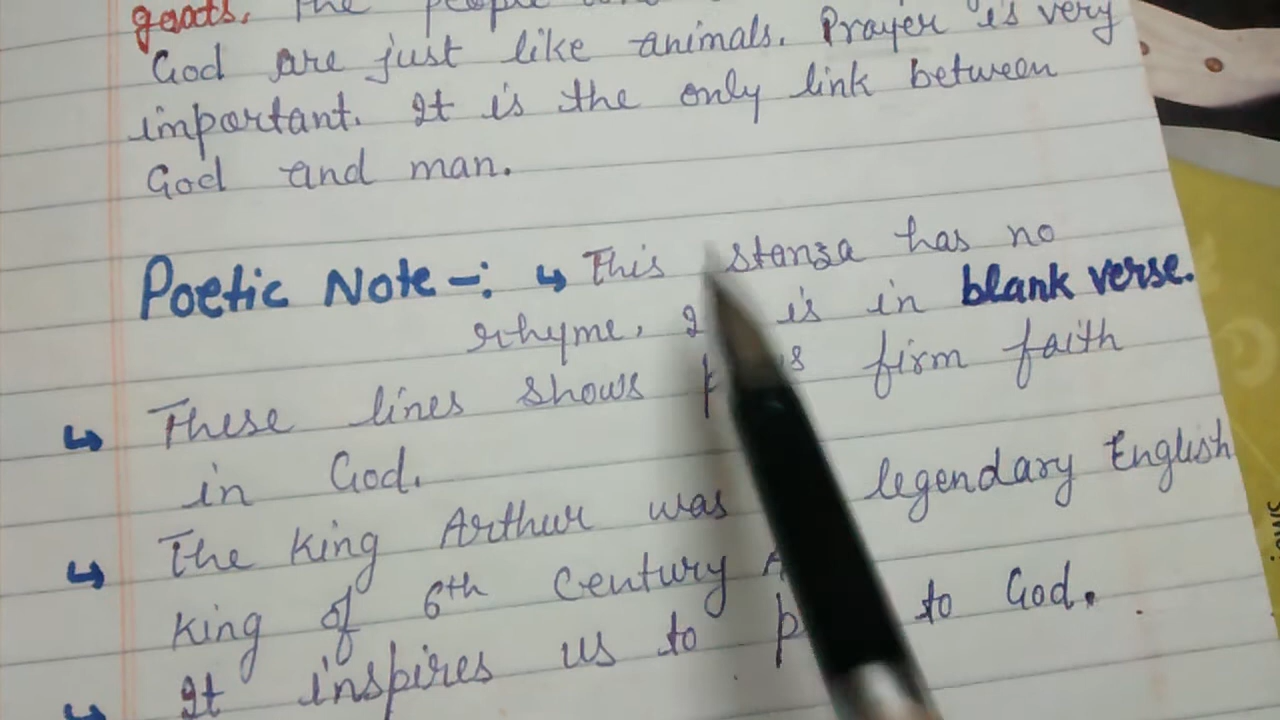 goats. The people
God are just like animals. Prayer is very
important. It is the only link between
God and man.
Poetic Note -: ↳ This stanza has no
rhyme, is in blank verse.
These lines shows firm faith
in God.
The King Arthur was legendary English
King of 6th Century
It inspires us to to God.